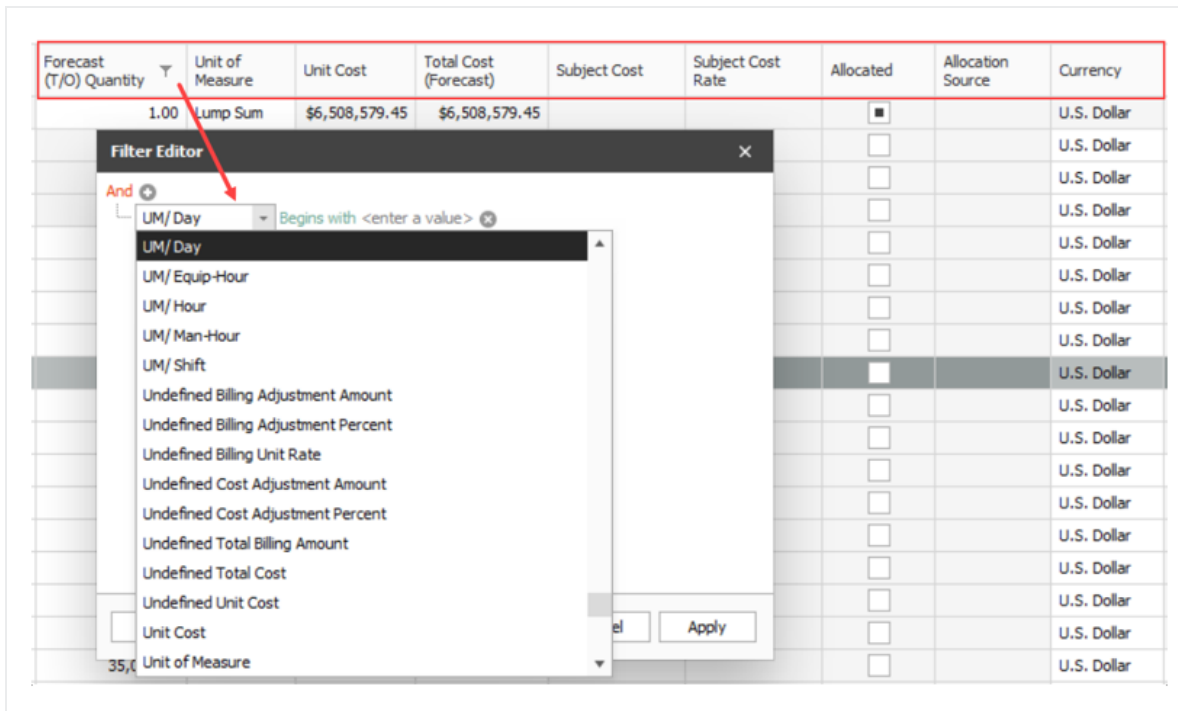 Forecast (T/O) Quantity Unit of Measure Unit Cost Total Cost (Forecast) Subject Cost Subject Cost Rate Allocated Allocation Source Currency
1.00 Lump Sum $6,508,579.45 $6,508,579.45 U.S. Dollar
Filter Editor U.S. Dollar
U.S. Dollar
And
UM/ Day Begins with <enter a value> U.S. Dollar
UM/ Day U.S. Dollar
UM/ Equip-Hour U.S. Dollar
UM/ Hour U.S. Dollar
UM/ Man-Hour U.S. Dollar
UM/ Shift U.S. Dollar
Undefined Billing Adjustment Amount U.S. Dollar
Undefined Billing Adjustment Percent U.S. Dollar
Undefined Billing Unit Rate U.S. Dollar
Undefined Cost Adjustment Amount U.S. Dollar
Undefined Cost Adjustment Percent U.S. Dollar
Undefined Total Billing Amount
Undefined Total Cost U.S. Dollar
Undefined Unit Cost U.S. Dollar
Unit Cost Apply U.S. Dollar
Unit of Measure U.S. Dollar